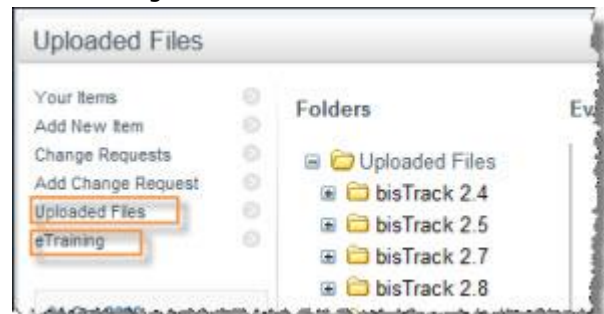 Uploaded Files
Your Items
Add New Item
Change Requests
Add Change Request
Uploaded Files
eTraining
Folders
Uploaded Files
bisTrack 2.4
bisTrack 2.5
bisTrack 2.7
bisTrack 2.8